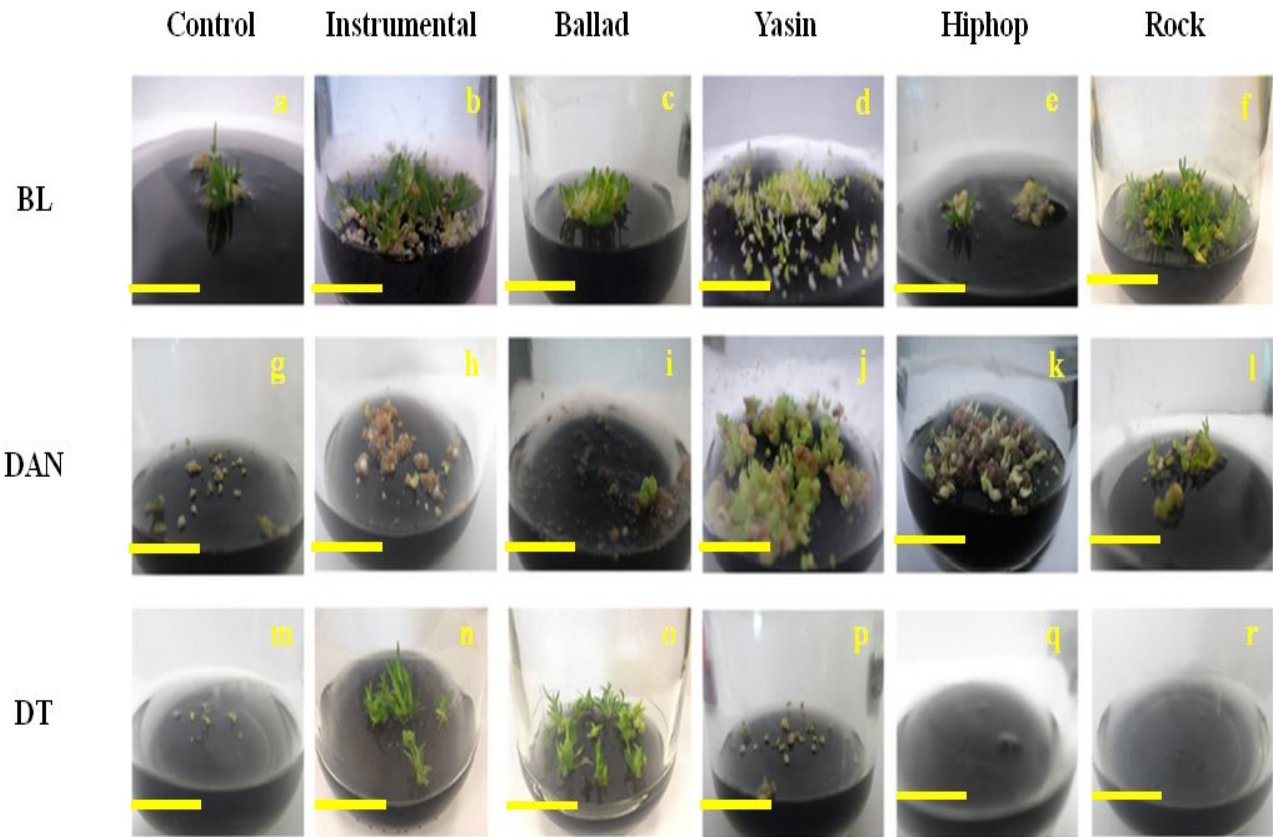 Control Instrumental Ballad Yasin Hiphop Rock
a b c d e f
BL
g h i j k l
DAN
m n o p q r
DT